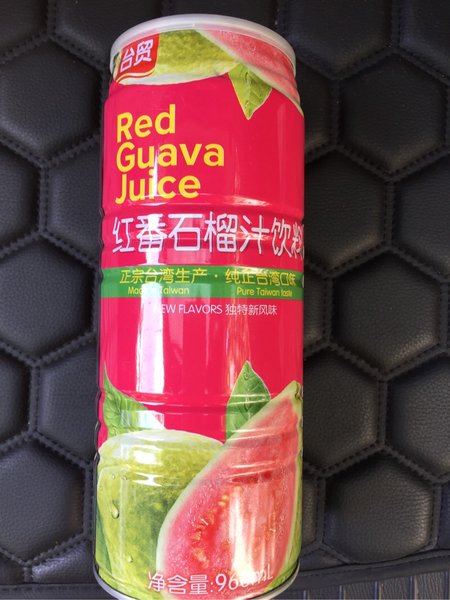 台贸
Red
Guava
Juice
红番石榴汁饮料
正宗台湾生产·纯正台湾口味
Made Taiwan Pure Taiwan taste
NEW FLAVORS 独特新风味
净含量:960mL